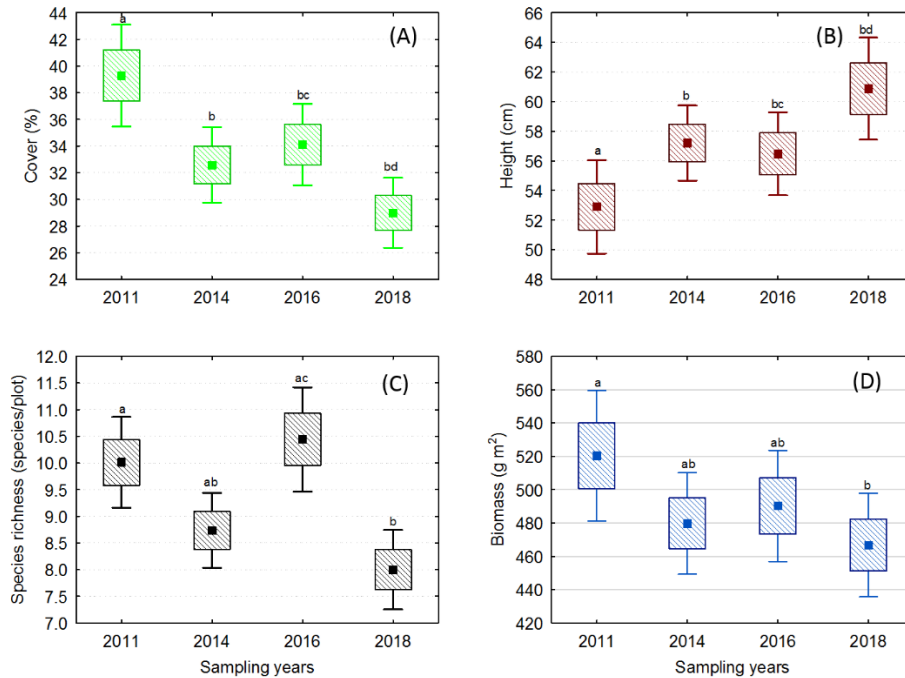 (A)
Cover (%)
44
42
40
38
36
34
32
30
28
26
24
a
b
bc
bd
2011
2014
2016
2018
(B)
Height (cm)
66
64
62
60
58
56
54
52
50
48
a
b
bc
bd
2011
2014
2016
2018
(C)
Species richness (species/plot)
12.0
11.5
11.0
10.5
10.0
9.5
9.0
8.5
8.0
7.5
7.0
a
ab
ac
b
2011
2014
2016
2018
Sampling years
(D)
Biomass (g m²)
580
560
540
520
500
480
460
440
420
a
ab
ab
b
2011
2014
2016
2018
Sampling years